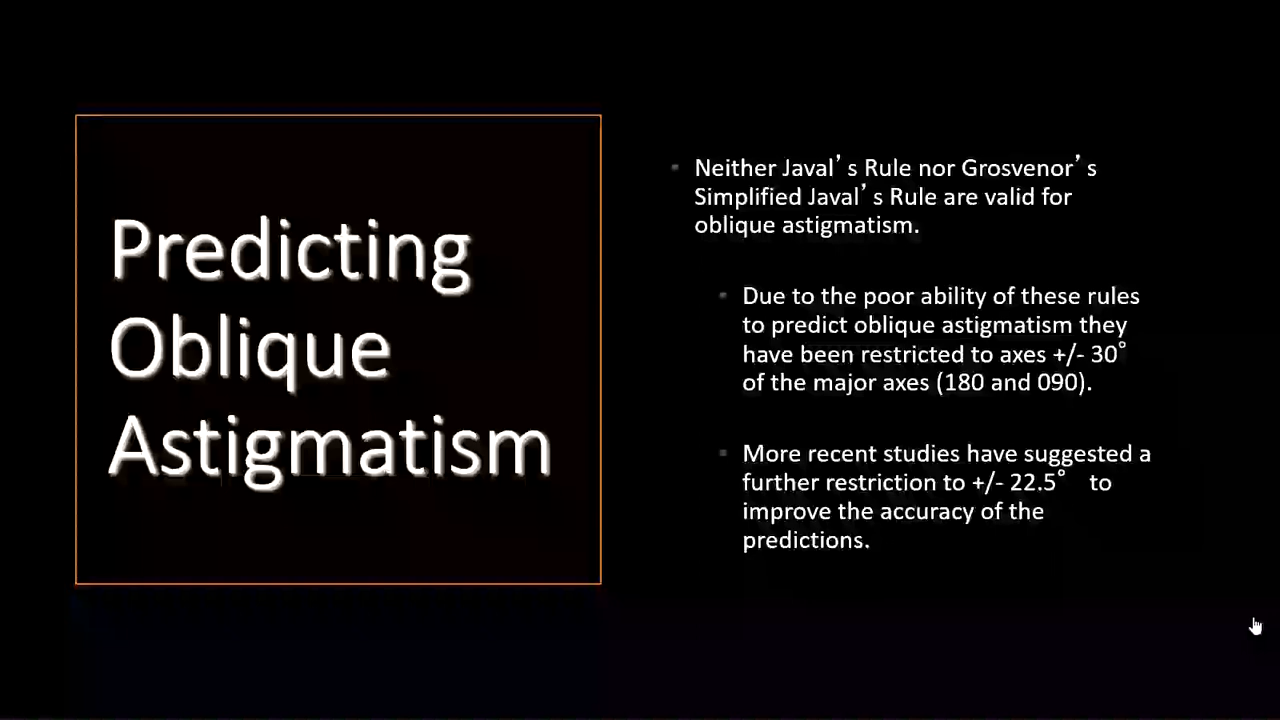 Predicting
Oblique
Astigmatism
Neither Javal’s Rule nor Grosvenor’s
Simplified Javal’s Rule are valid for
oblique astigmatism.
Due to the poor ability of these rules
to predict oblique astigmatism they
have been restricted to axes +/- 30°
of the major axes (180 and 090).
More recent studies have suggested a
further restriction to +/- 22.5° to
improve the accuracy of the
predictions.